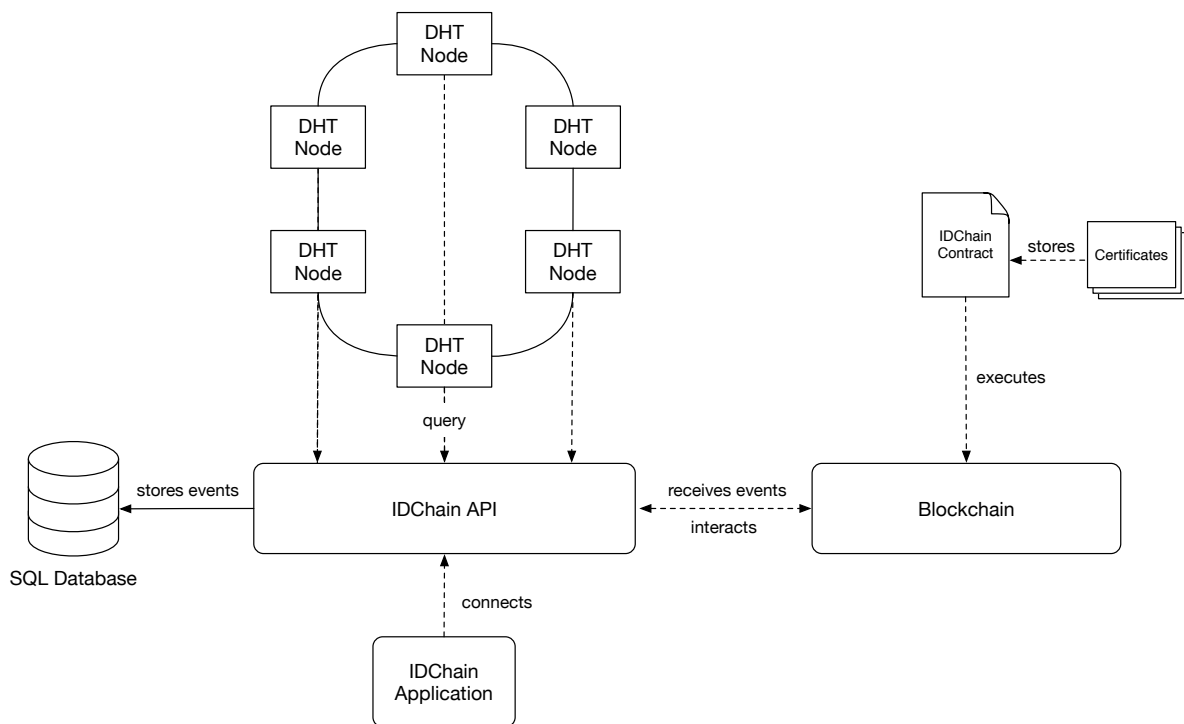 DHT
Node
DHT
Node
DHT
Node
DHT
Node
DHT
Node
IDChain
Contract
stores
Certificates
DHT
Node
executes
query
stores events
IDChain API
receives events
interacts
Blockchain
SQL Database
connects
IDChain
Application